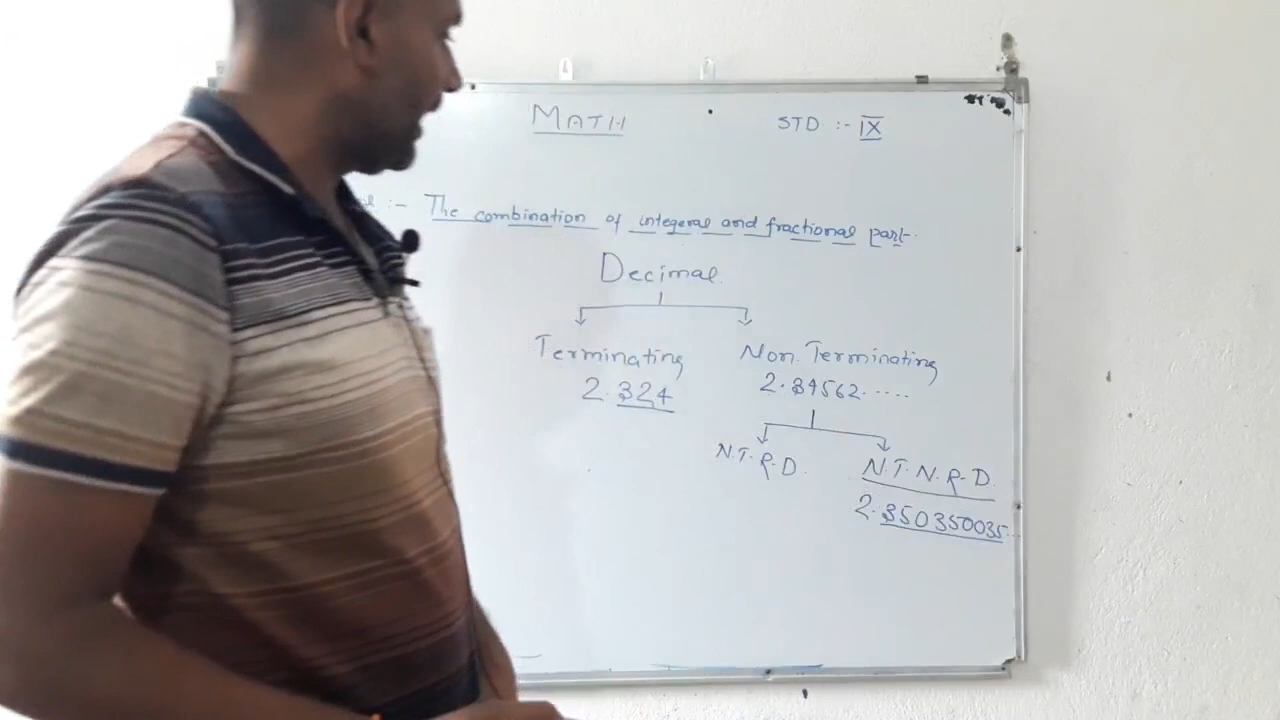 MATH STD :- IX
:- The combination of integeral and fractional part.
Decimal.
Terminating Non. Terminating
2.324 2.34562.....
N.T.R.D. N.T.N.R.D.
2.350350035...